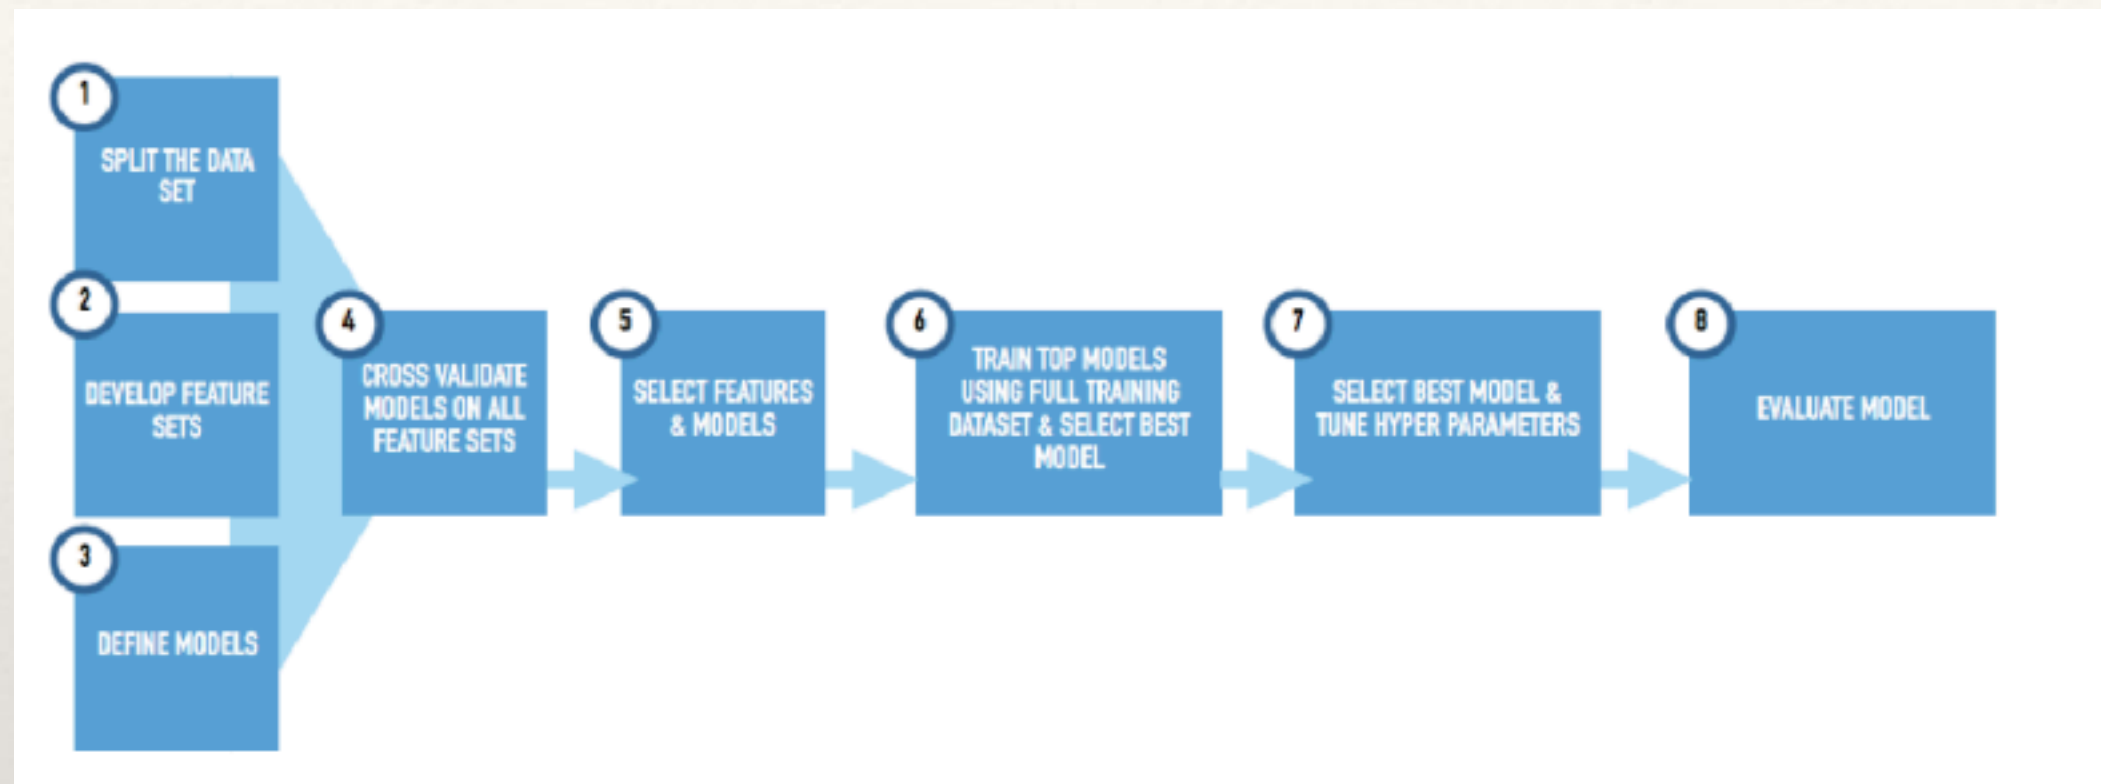 1
SPLIT THE DATA
SET
2
DEVELOP FEATURE
SETS
3
DEFINE MODELS
4
CROSS VALIDATE
MODELS ON ALL
FEATURE SETS
5
SELECT FEATURES
& MODELS
6
TRAIN TOP MODELS
USING FULL TRAINING
DATASET & SELECT BEST
MODEL
7
SELECT BEST MODEL &
TUNE HYPER PARAMETERS
8
EVALUATE MODEL